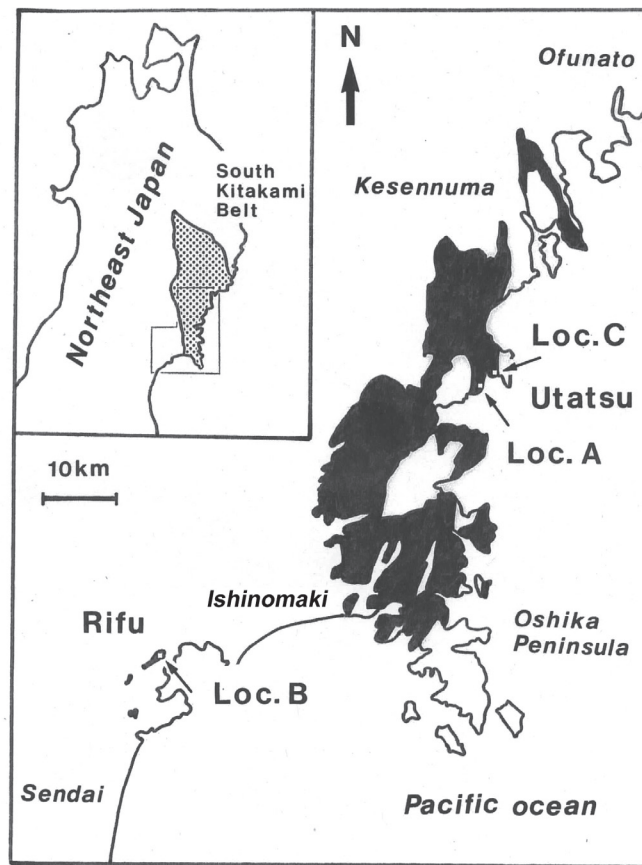 Northeast Japan
South
Kitakami
Belt
N
Ofunato
Kesennuma
Loc.C
Utatsu
Loc. A
10km
Ishinomaki
Rifu
Loc.B
Oshika
Peninsula
Sendai
Pacific ocean